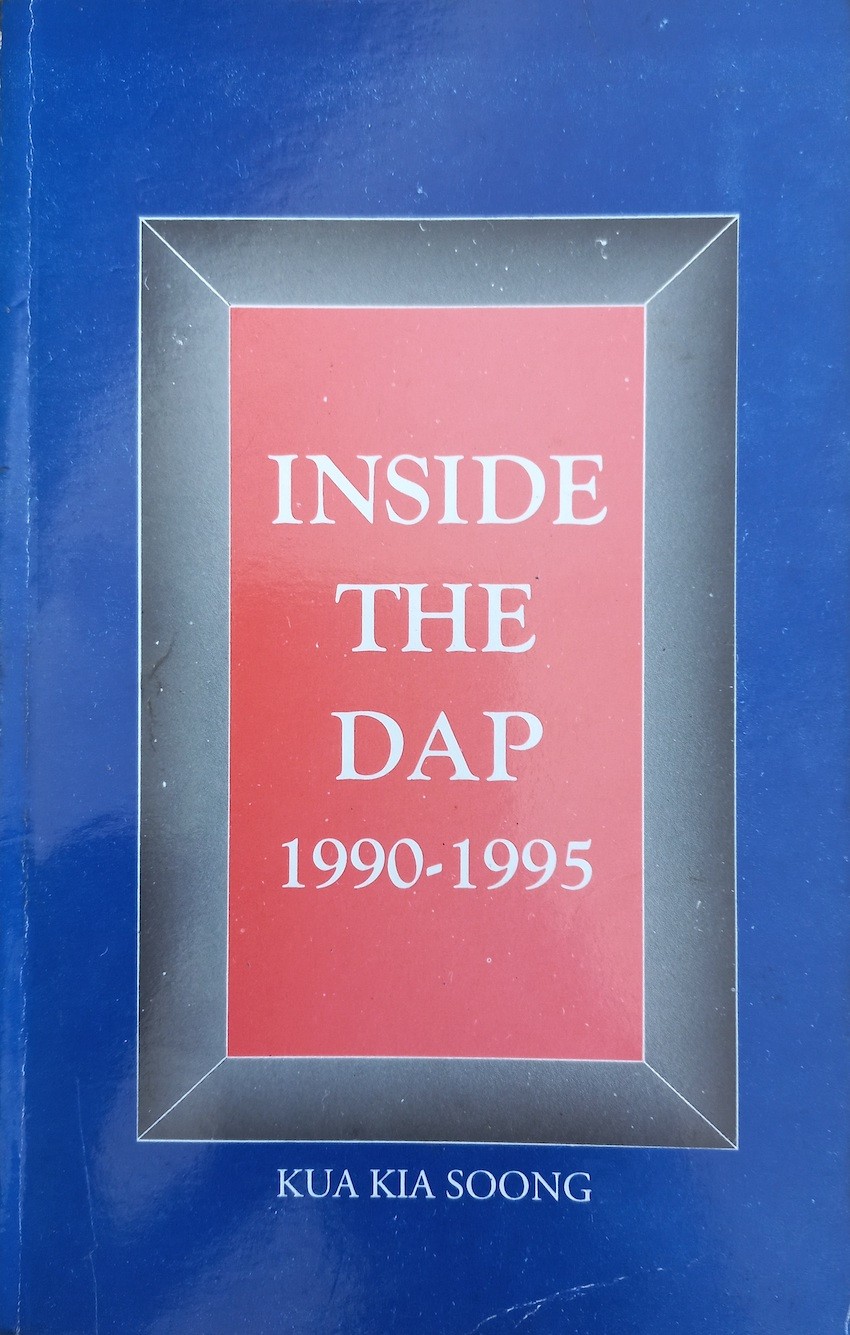 INSIDE
THE
DAP
1990-1995
KUA KIA SOONG